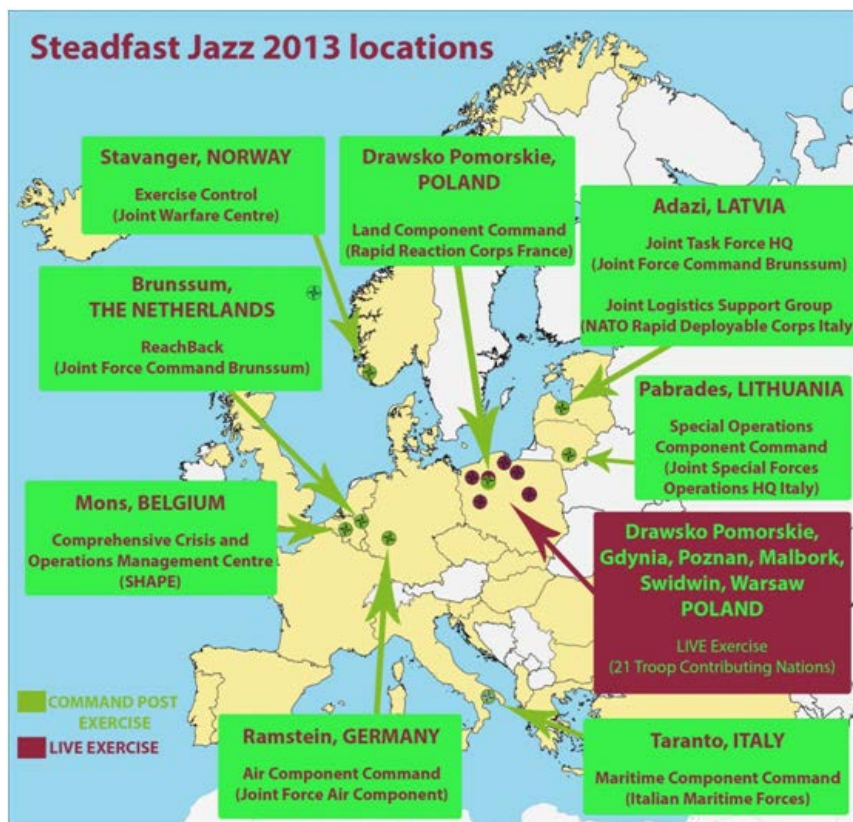 Steadfast Jazz 2013 locations
Stavanger, NORWAY
Exercise Control
(Joint Warfare Centre)
Drawsko Pomorskie,
POLAND
Land Component Command
(Rapid Reaction Corps France)
Adazi, LATVIA
Joint Task Force HQ
(Joint Force Command Brunssum)
Joint Logistics Support Group
(NATO Rapid Deployable Corps Italy)
Brunssum,
THE NETHERLANDS
ReachBack
(Joint Force Command Brunssum)
Pabrades, LITHUANIA
Special Operations
Component Command
(Joint Special Forces
Operations HQ Italy)
Mons, BELGIUM
Comprehensive Crisis and
Operations Management Centre
(SHAPE)
Drawsko Pomorskie,
Gdynia, Poznan, Malbork,
Swidwin, Warsaw
POLAND
LIVE Exercise
(21 Troop Contributing Nations)
COMMAND POST
EXERCISE
LIVE EXERCISE
Ramstein, GERMANY
Air Component Command
(Joint Force Air Component)
Taranto, ITALY
Maritime Component Command
(Italian Maritime Forces)